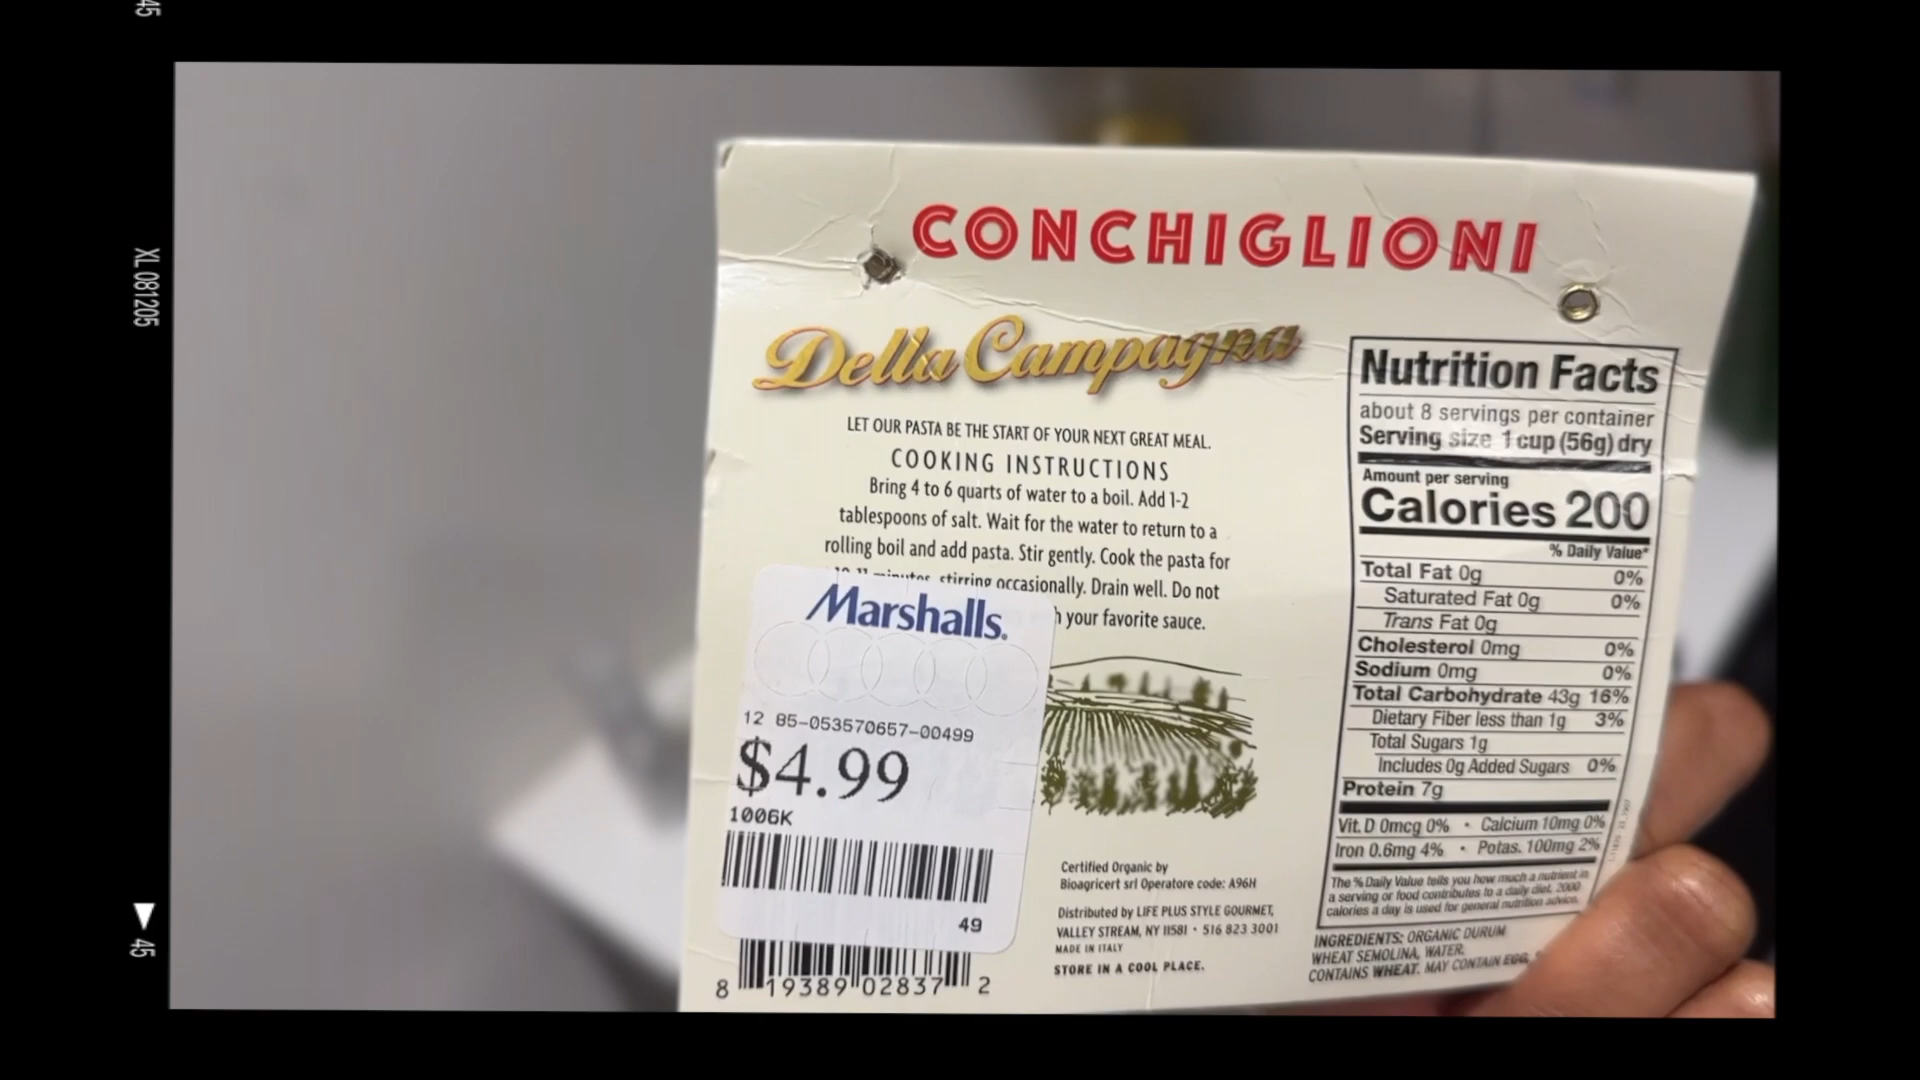 45
XL 081205
45
CONCHIGLIONI
Della Campagna
LET OUR PASTA BE THE START OF YOUR NEXT GREAT MEAL.
COOKING INSTRUCTIONS
Bring 4 to 6 quarts of water to a boil. Add 1-2
tablespoons of salt. Wait for the water to return to a
rolling boil and add pasta. Stir gently. Cook the pasta for
minutes, stirring occasionally. Drain well. Do not
your favorite sauce.
Marshalls.
12 85-053570657-00499
$4.99
1006K
49
8 19389 02837 2
Certified Organic by
Bioagricert srl Operatore code: A96H
Distributed by LIFE PLUS STYLE GOURMET,
VALLEY STREAM, NY 11581 • 516 823 3001
MADE IN ITALY
STORE IN A COOL PLACE.
Nutrition Facts
about 8 servings per container
Serving size 1 cup (56g) dry
Amount per serving
Calories 200
% Daily Value*
Total Fat 0g 0%
Saturated Fat 0g 0%
Trans Fat 0g
Cholesterol 0mg 0%
Sodium 0mg 0%
Total Carbohydrate 43g 16%
Dietary Fiber less than 1g 3%
Total Sugars 1g
Includes 0g Added Sugars 0%
Protein 7g
Vit. D 0mcg 0% • Calcium 10mg 0%
Iron 0.6mg 4% • Potas. 100mg 2%
The % Daily Value tells you how much a nutrient in
a serving of food contributes to a daily diet. 2000
calories a day is used for general nutrition advice.
INGREDIENTS: ORGANIC DURUM
WHEAT SEMOLINA, WATER.
CONTAINS WHEAT. MAY CONTAIN EGG,